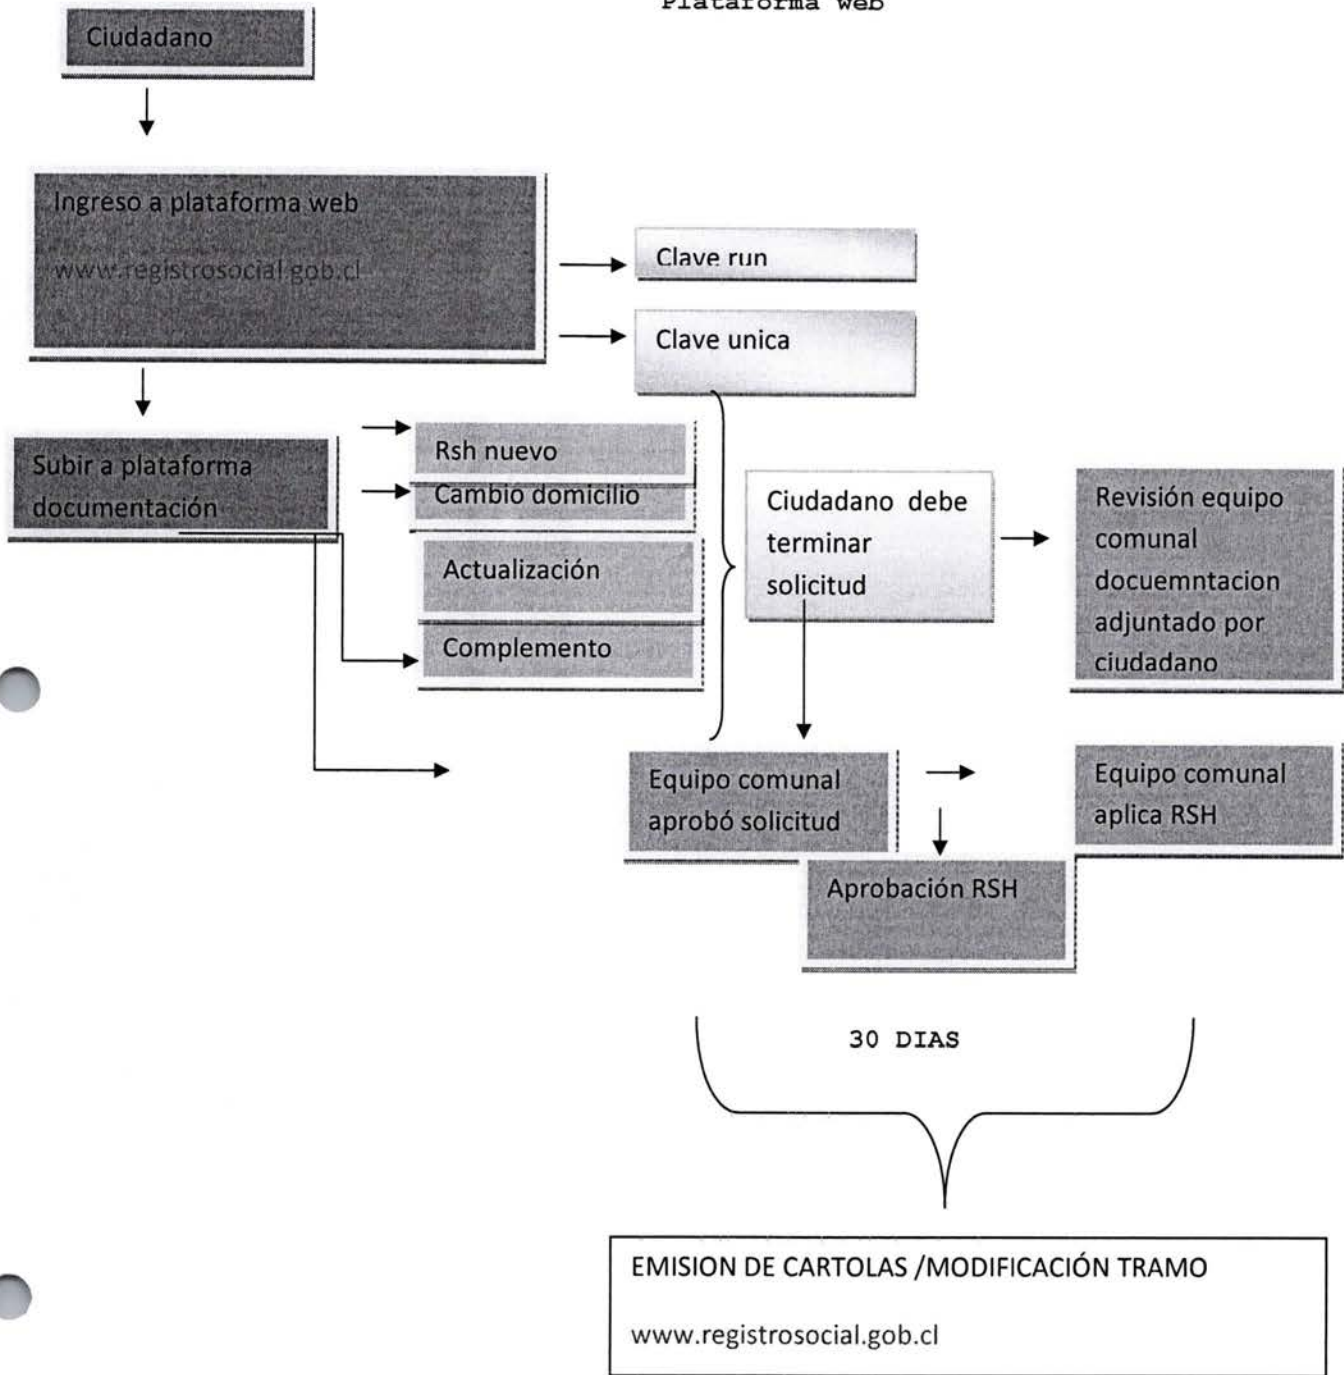 Plataforma web
Ciudadano
Ingreso a plataforma web
www.registrosocial.gob.cl
Clave run
Clave unica
Subir a plataforma
documentación
Rsh nuevo
Cambio domicilio
Actualización
Complemento
Ciudadano debe
terminar
solicitud
Revisión equipo
comunal
docuemntacion
adjuntado por
ciudadano
Equipo comunal
aprobó solicitud
Equipo comunal
aplica RSH
Aprobación RSH
30 DIAS
EMISION DE CARTOLAS /MODIFICACIÓN TRAMO
www.registrosocial.gob.cl